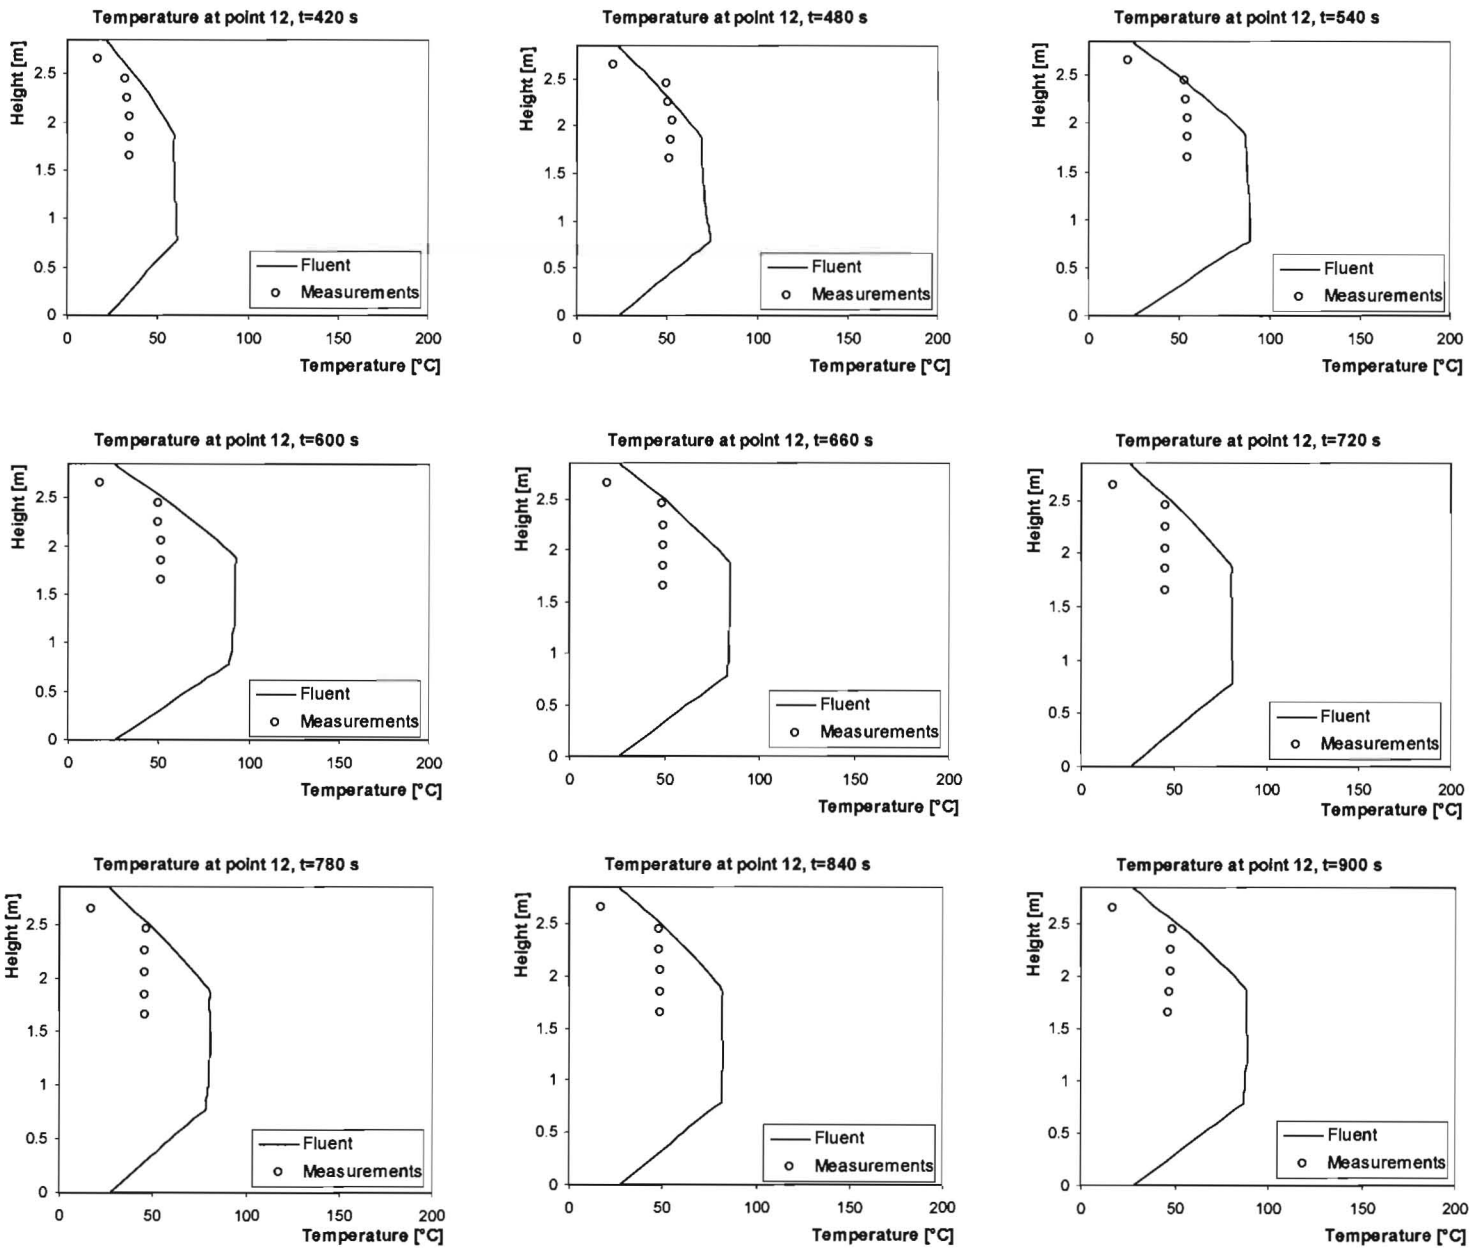 Temperature at point 12, t=420 s
Height [m]
2.5
2
1.5
1
0.5
0
0 50 100 150 200
Temperature [°C]
Fluent
Measurements
Temperature at point 12, t=480 s
Height [m]
2.5
2
1.5
1
0.5
0
0 50 100 150 200
Temperature [°C]
Fluent
Measurements
Temperature at point 12, t=540 s
Height [m]
2.5
2
1.5
1
0.5
0
0 50 100 150 200
Temperature [°C]
Fluent
Measurements
Temperature at point 12, t=600 s
Height [m]
2.5
2
1.5
1
0.5
0
0 50 100 150 200
Temperature [°C]
Fluent
Measurements
Temperature at point 12, t=660 s
Height [m]
2.5
2
1.5
1
0.5
0
0 50 100 150 200
Temperature [°C]
Fluent
Measurements
Temperature at point 12, t=720 s
Height [m]
2.5
2
1.5
1
0.5
0
0 50 100 150 200
Temperature [°C]
Fluent
Measurements
Temperature at point 12, t=780 s
Height [m]
2.5
2
1.5
1
0.5
0
0 50 100 150 200
Temperature [°C]
Fluent
Measurements
Temperature at point 12, t=840 s
Height [m]
2.5
2
1.5
1
0.5
0
0 50 100 150 200
Temperature [°C]
Fluent
Measurements
Temperature at point 12, t=900 s
Height [m]
2.5
2
1.5
1
0.5
0
0 50 100 150 200
Temperature [°C]
Fluent
Measurements